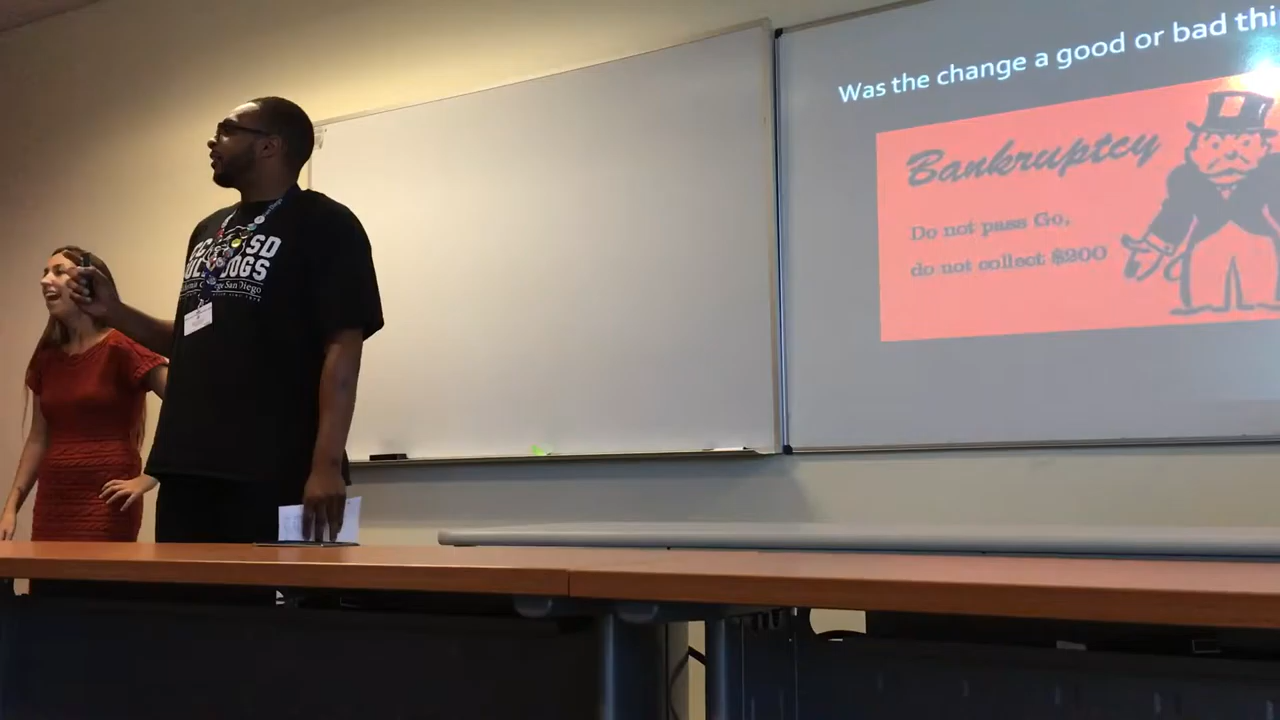 Was the change a good or bad thi
Bankruptcy
Do not pass Go,
do not collect $200
SD
San Diego